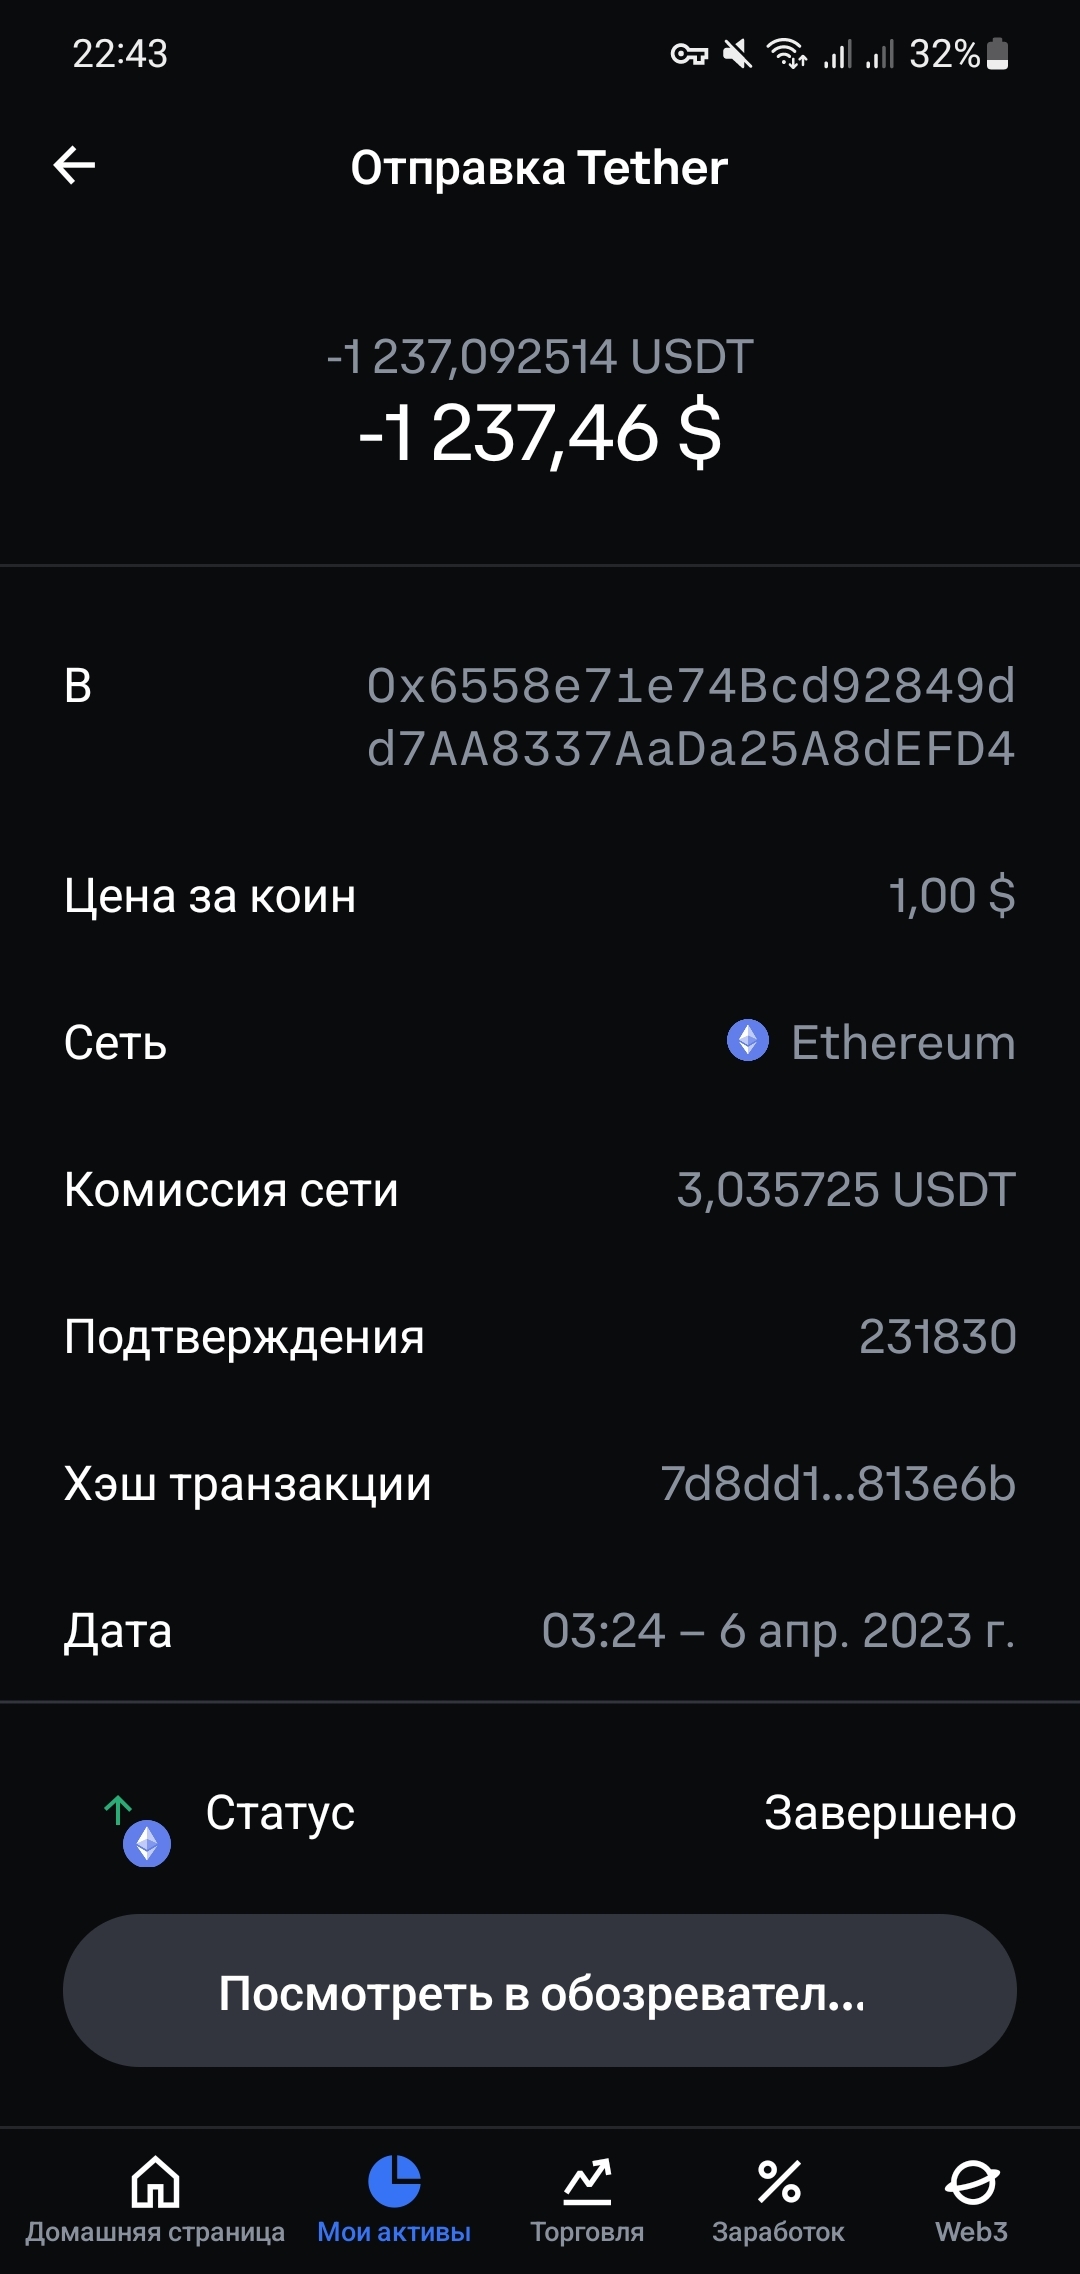 22:43
32%
Отправка Tether
-1 237,092514 USDT
-1 237,46 $
В
0x6558e71e74Bcd92849d
d7AA8337AaDa25A8dEFD4
Цена за коин
1,00 $
Сеть
Ethereum
Комиссия сети
3,035725 USDT
Подтверждения
231830
Хэш транзакции
7d8dd1...813e6b
Дата
03:24 – 6 апр. 2023 г.
Статус
Завершено
Посмотреть в обозревател...
Домашняя страница
Мои активы
Торговля
Заработок
Web3